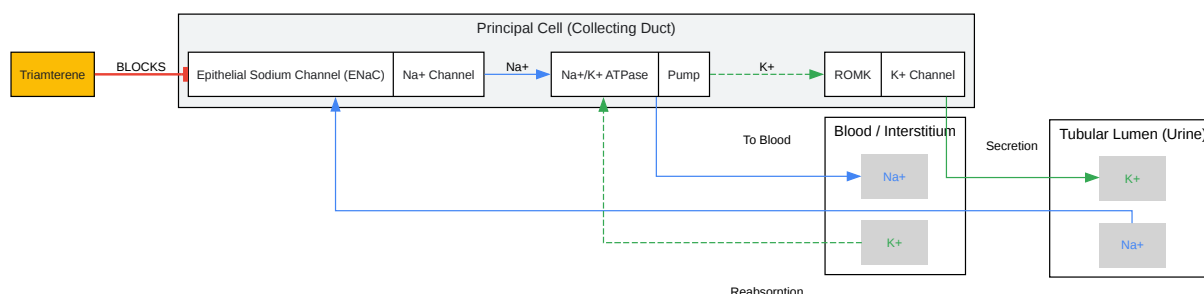 Principal Cell (Collecting Duct)
Triamterene
BLOCKS
Epithelial Sodium Channel (ENaC)
Na+ Channel
Na+
Na+/K+ ATPase
Pump
K+
ROMK
K+ Channel
To Blood
Blood / Interstitium
Na+
K+
Secretion
Tubular Lumen (Urine)
K+
Na+
Reabsorption